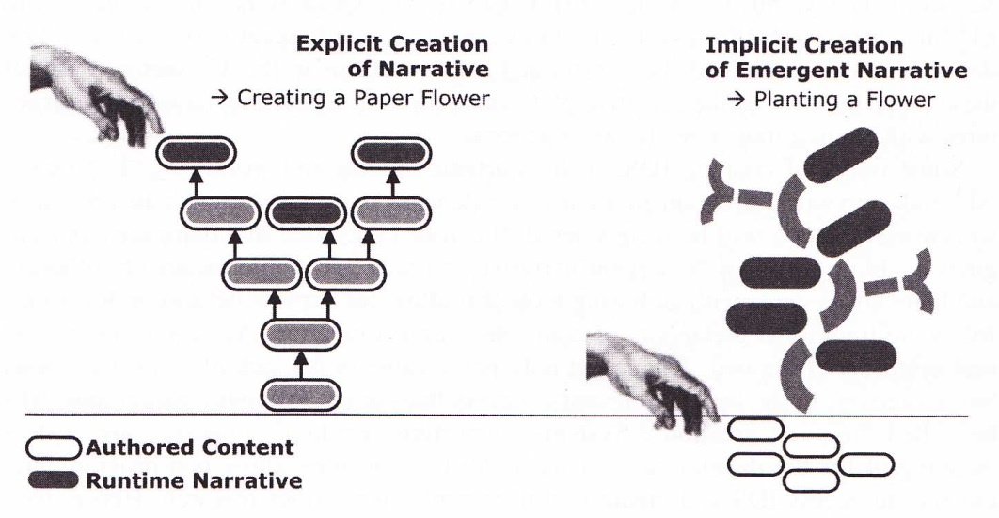 Explicit Creation
of Narrative
→ Creating a Paper Flower
Implicit Creation
of Emergent Narrative
→ Planting a Flower
Authored Content
Runtime Narrative